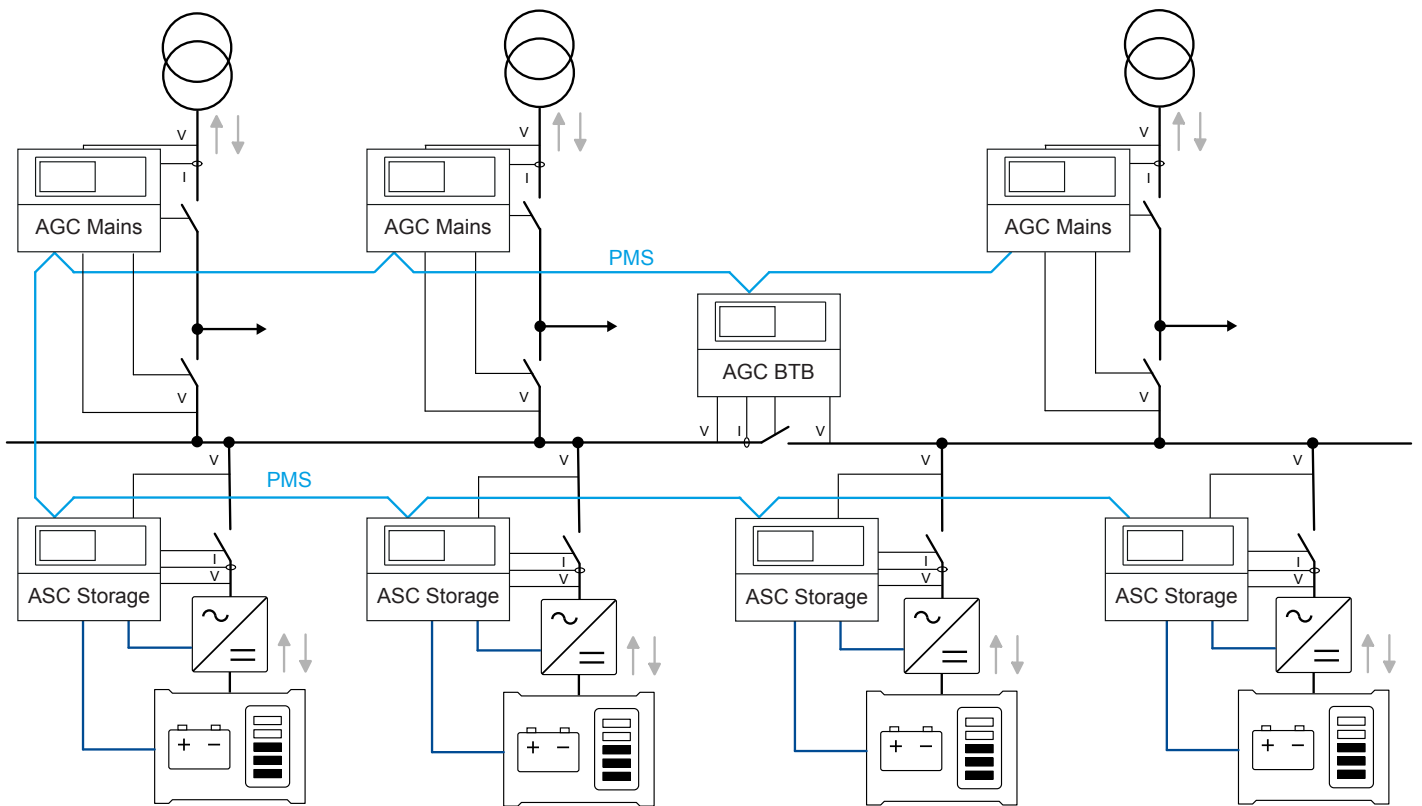 V
V
V
I
I
I
AGC Mains
AGC Mains
AGC Mains
PMS
AGC BTB
V
V
V
V
I
V
V
V
V
V
PMS
I
I
I
I
V
V
V
V
ASC Storage
ASC Storage
ASC Storage
ASC Storage
+ −
+ −
+ −
+ −